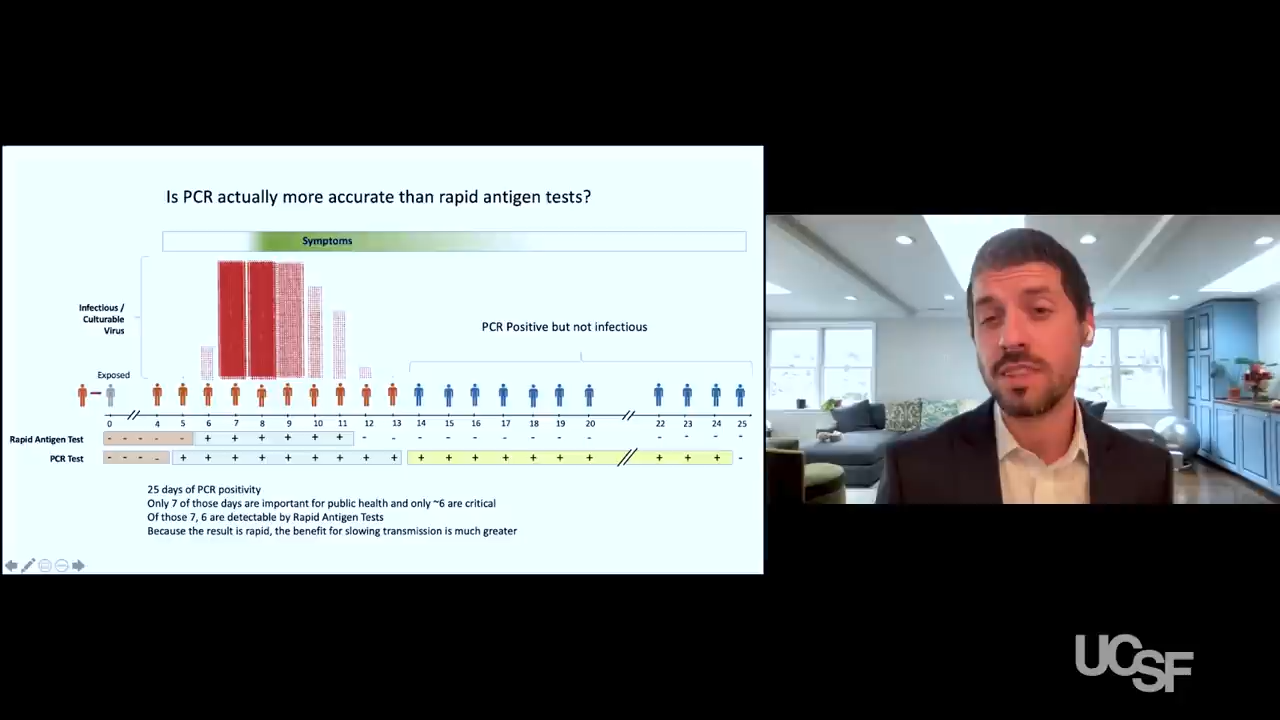 Is PCR actually more accurate than rapid antigen tests?
Symptoms
Infectious /
Culturable
Virus
PCR Positive but not infectious
Exposed
0 4 5 6 7 8 9 10 11 12 13 14 15 16 17 18 19 20 22 23 24 25
Rapid Antigen Test - - - - - + + + + + + - - - - - - - - - - - - -
PCR Test - - - - + + + + + + + + + + + + + + + + + + -
25 days of PCR positivity
Only 7 of those days are important for public health and only ~6 are critical
Of those 7, 6 are detectable by Rapid Antigen Tests
Because the result is rapid, the benefit for slowing transmission is much greater
UCSF